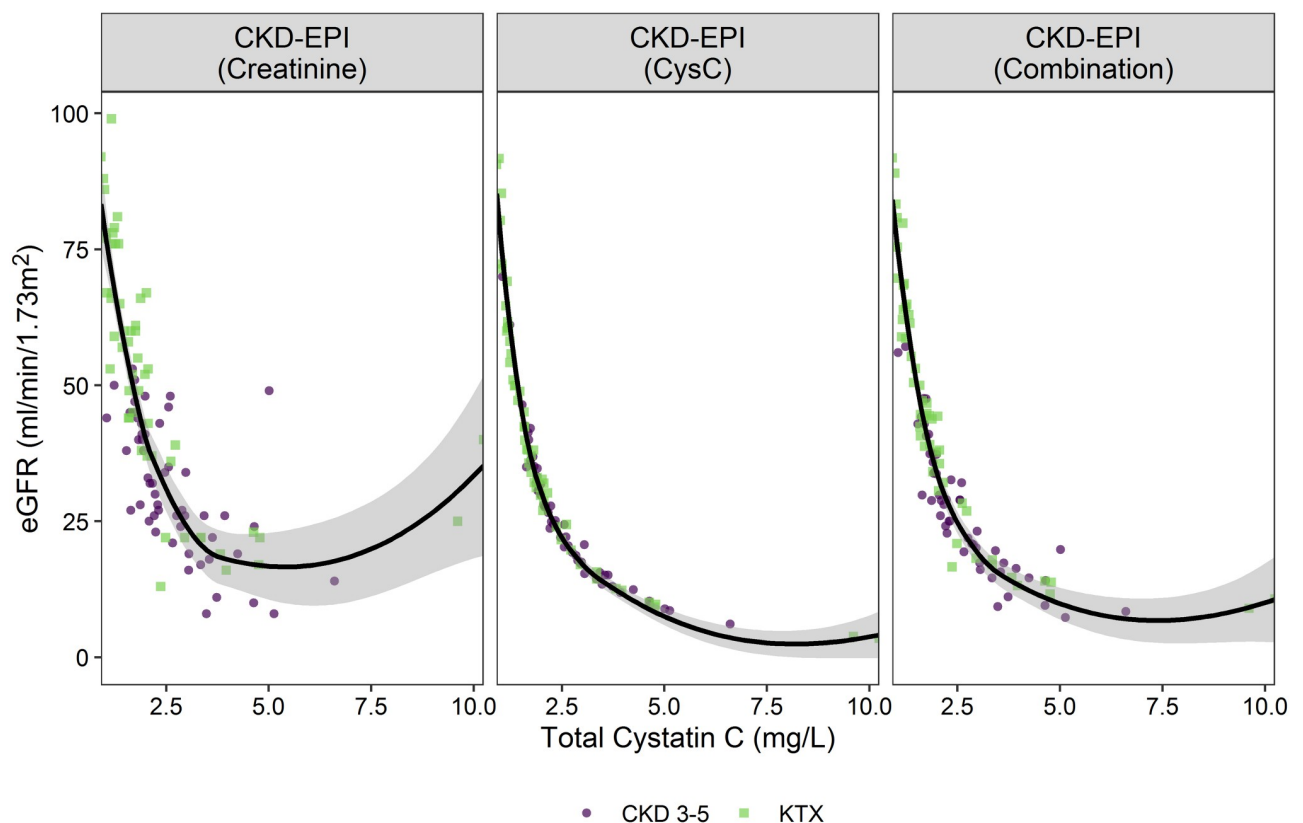 CKD-EPI
(Creatinine)
CKD-EPI
(CysC)
CKD-EPI
(Combination)
eGFR (ml/min/1.73m²)
100
75
50
25
0
2.5 5.0 7.5 10.0
2.5 5.0 7.5 10.0
2.5 5.0 7.5 10.0
Total Cystatin C (mg/L)
CKD 3-5 KTX